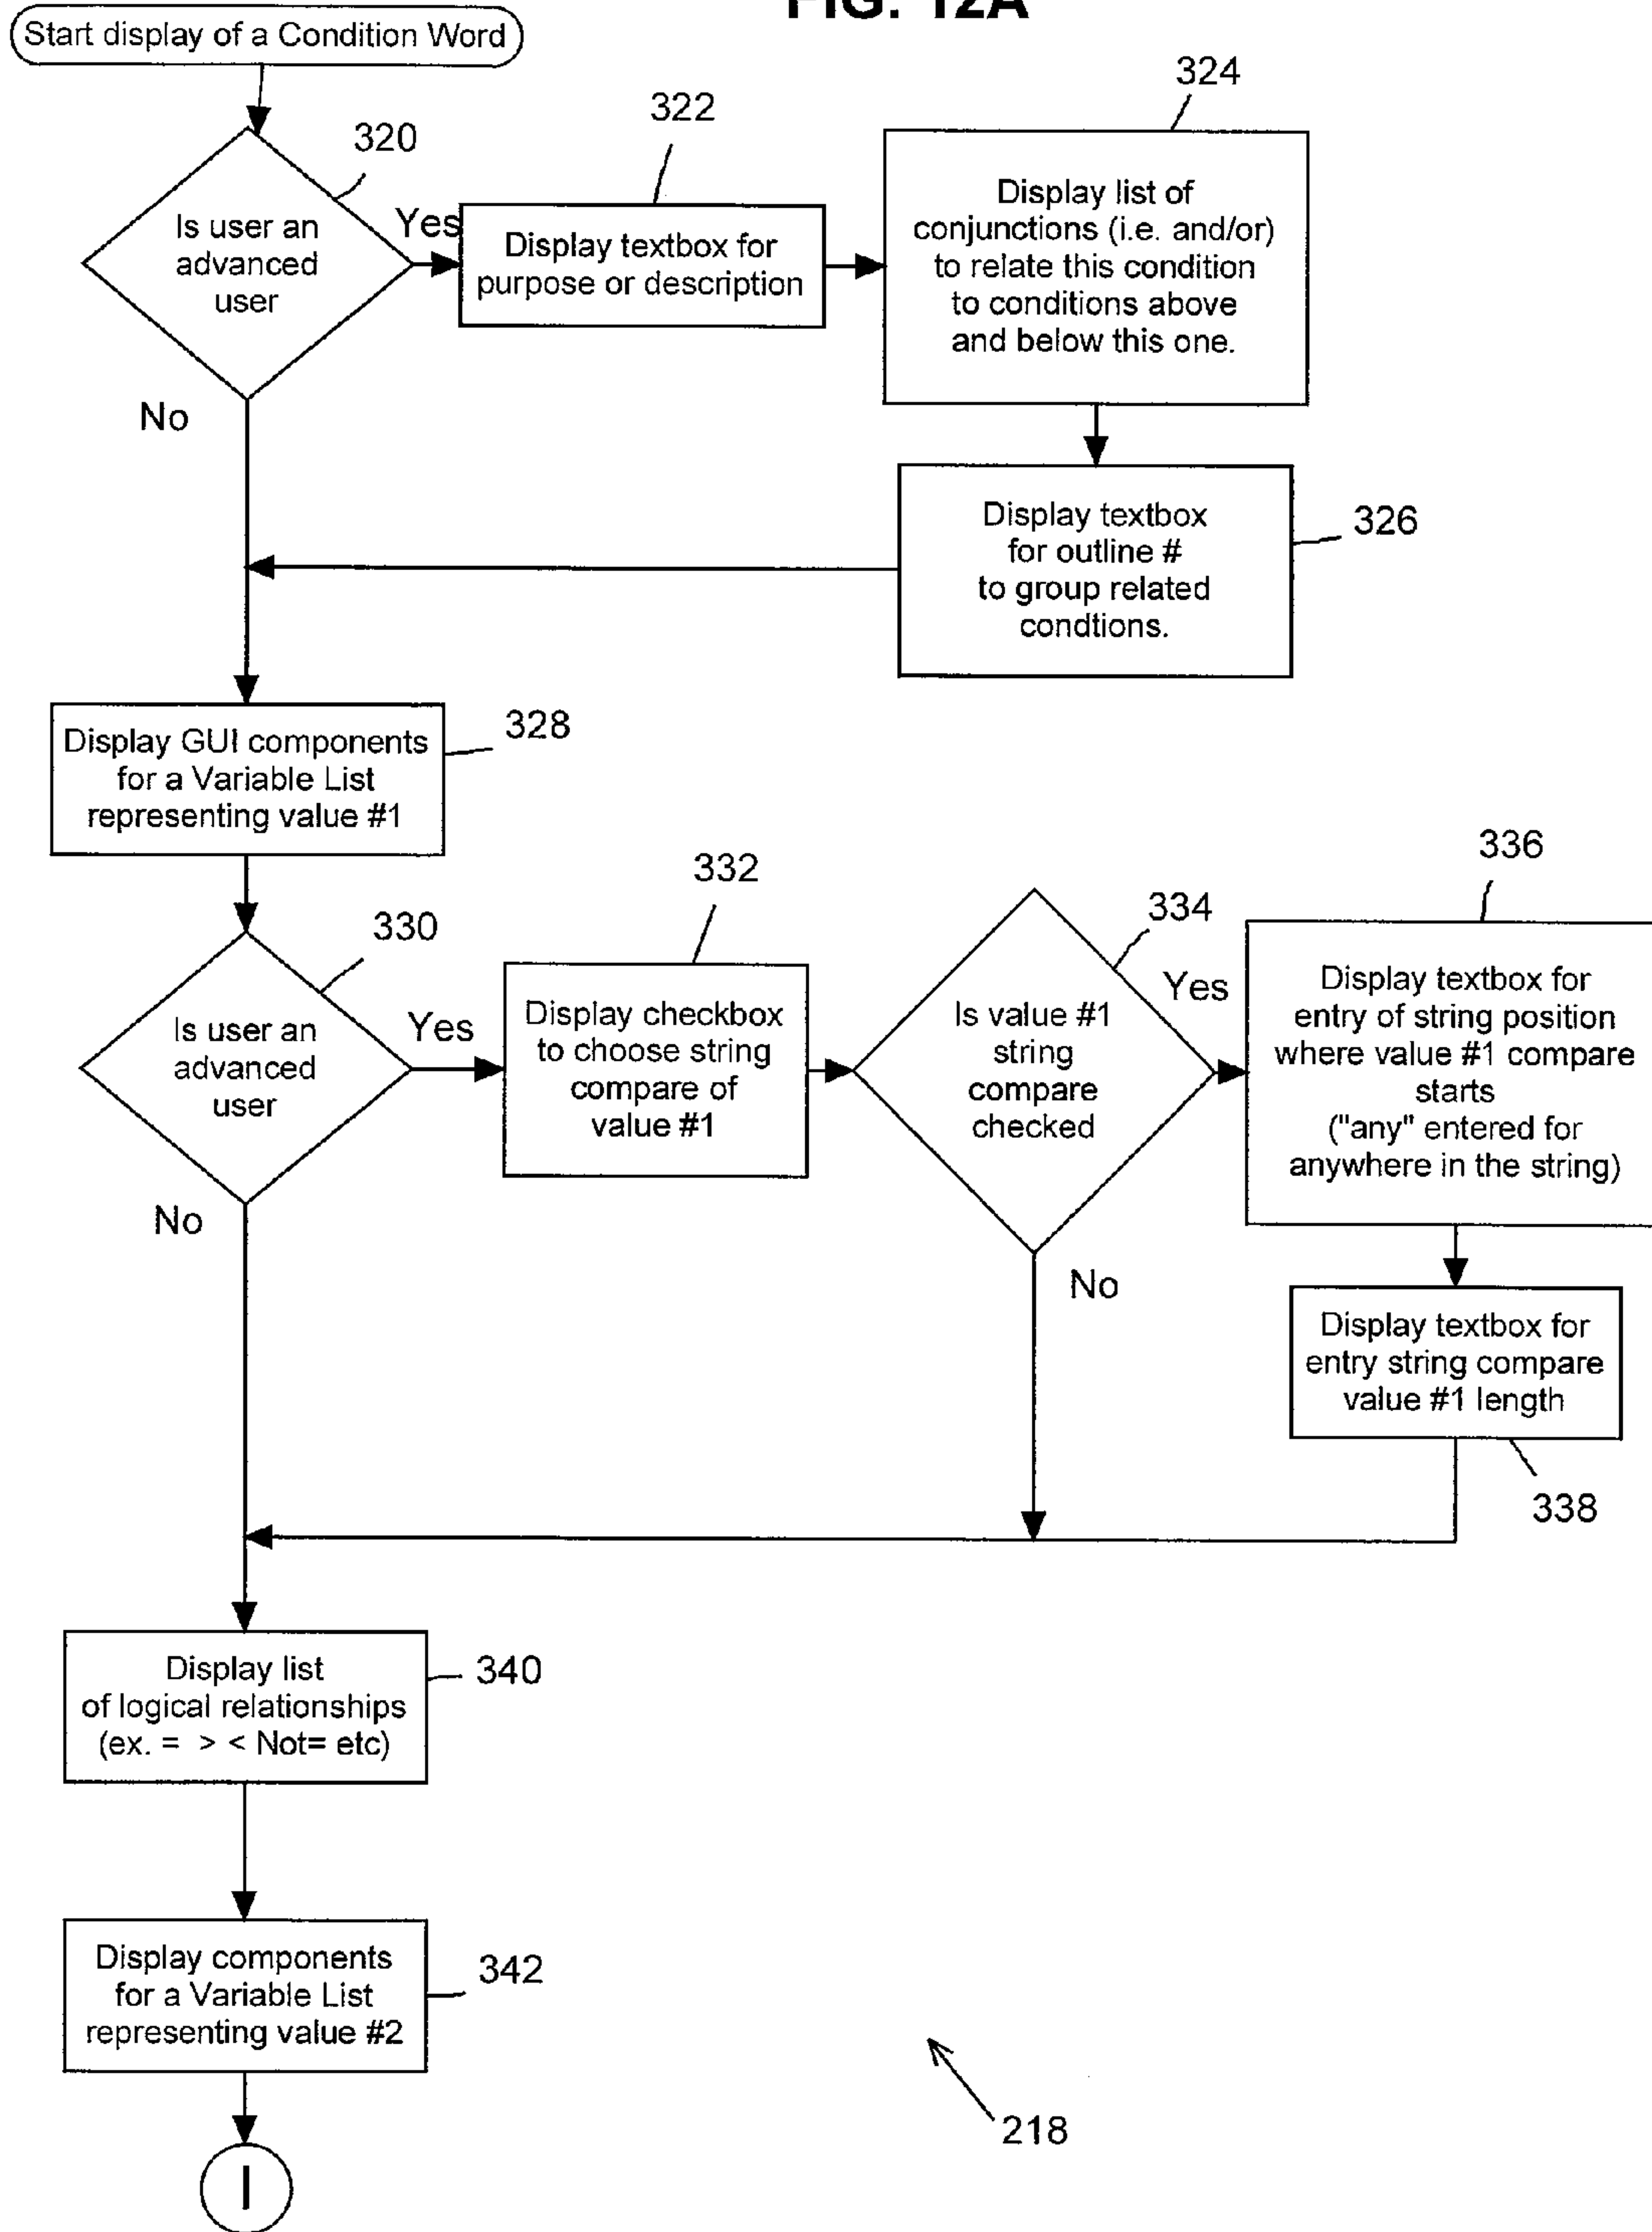 FIG. 12A
Start display of a Condition Word
320
Is user an
advanced
user
Yes
No
322
Display textbox for
purpose or description
324
Display list of
conjunctions (i.e. and/or)
to relate this condition
to conditions above
and below this one.
326
Display textbox
for outline #
to group related
condtions.
328
Display GUI components
for a Variable List
representing value #1
330
Is user an
advanced
user
Yes
No
332
Display checkbox
to choose string
compare of
value #1
334
Is value #1
string
compare
checked
Yes
No
336
Display textbox for
entry of string position
where value #1 compare
starts
("any" entered for
anywhere in the string)
Display textbox for
entry string compare
value #1 length
338
Display list
of logical relationships
(ex. = > < Not= etc)
340
Display components
for a Variable List
representing value #2
342
218
I